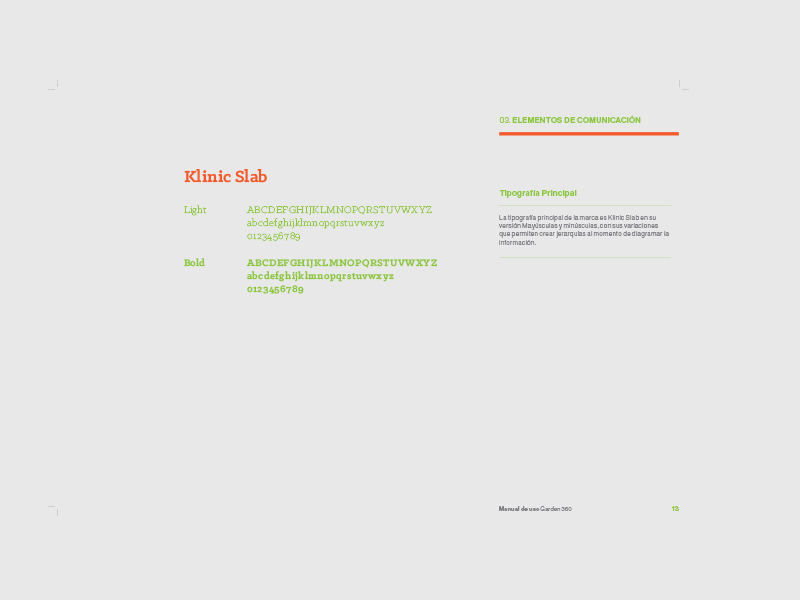 03. ELEMENTOS DE COMUNICACIÓN
Klinic Slab
Light
ABCDEFGHIJKLMNOPQRSTUVWXYZ
abcdefghijklmnopqrstuvwxyz
0123456789
Bold
ABCDEFGHIJKLMNOPQRSTUVWXYZ
abcdefghijklmnopqrstuvwxyz
0123456789
Tipografía Principal
La tipografía principal de la marca es Klinic Slab en su
versión Mayúsculas y minúsculas, con sus variaciones
que permiten crear jerarquías al momento de diagramar la
información.
Manual de uso Garden 360
13